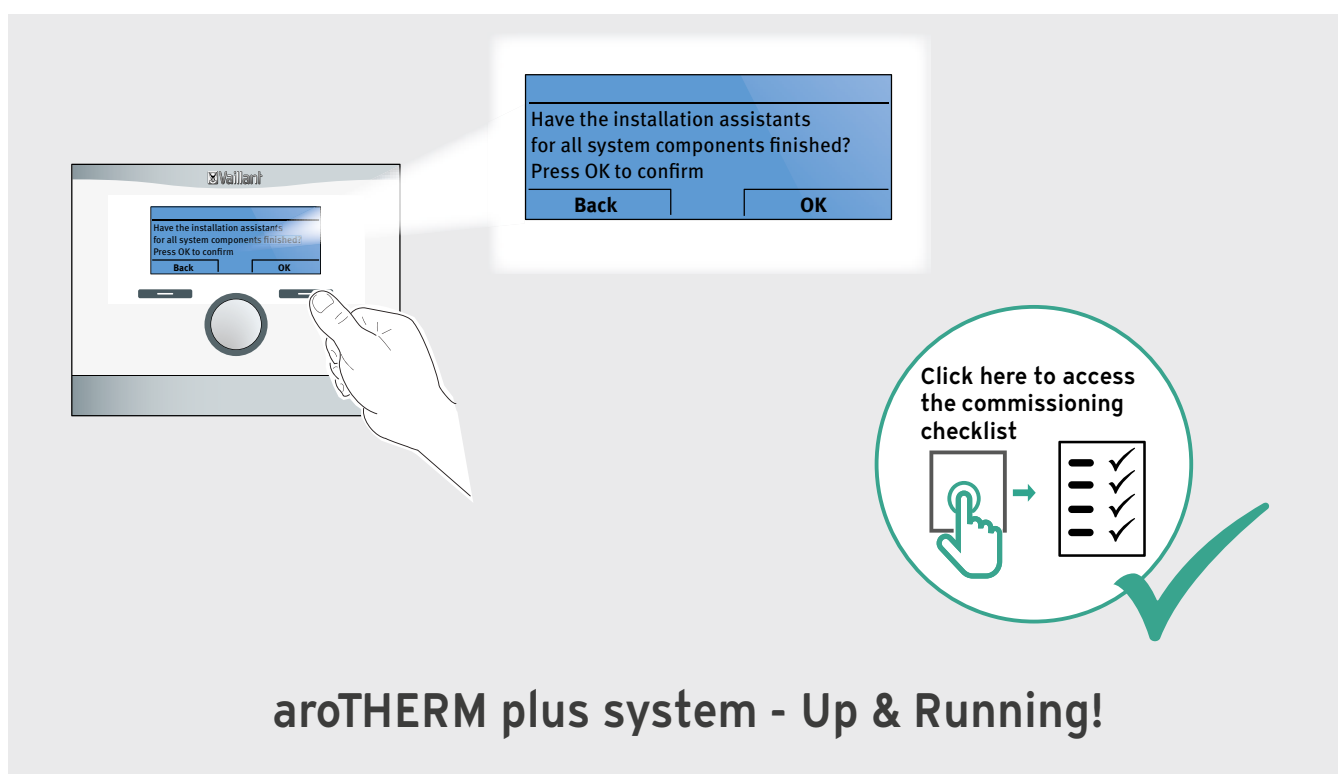 Have the installation assistants
for all system components finished?
Press OK to confirm
Back OK
Vaillant
Have the installation assistants
for all system components finished?
Press OK to confirm
Back OK
Click here to access
the commissioning
checklist
aroTHERM plus system - Up & Running!